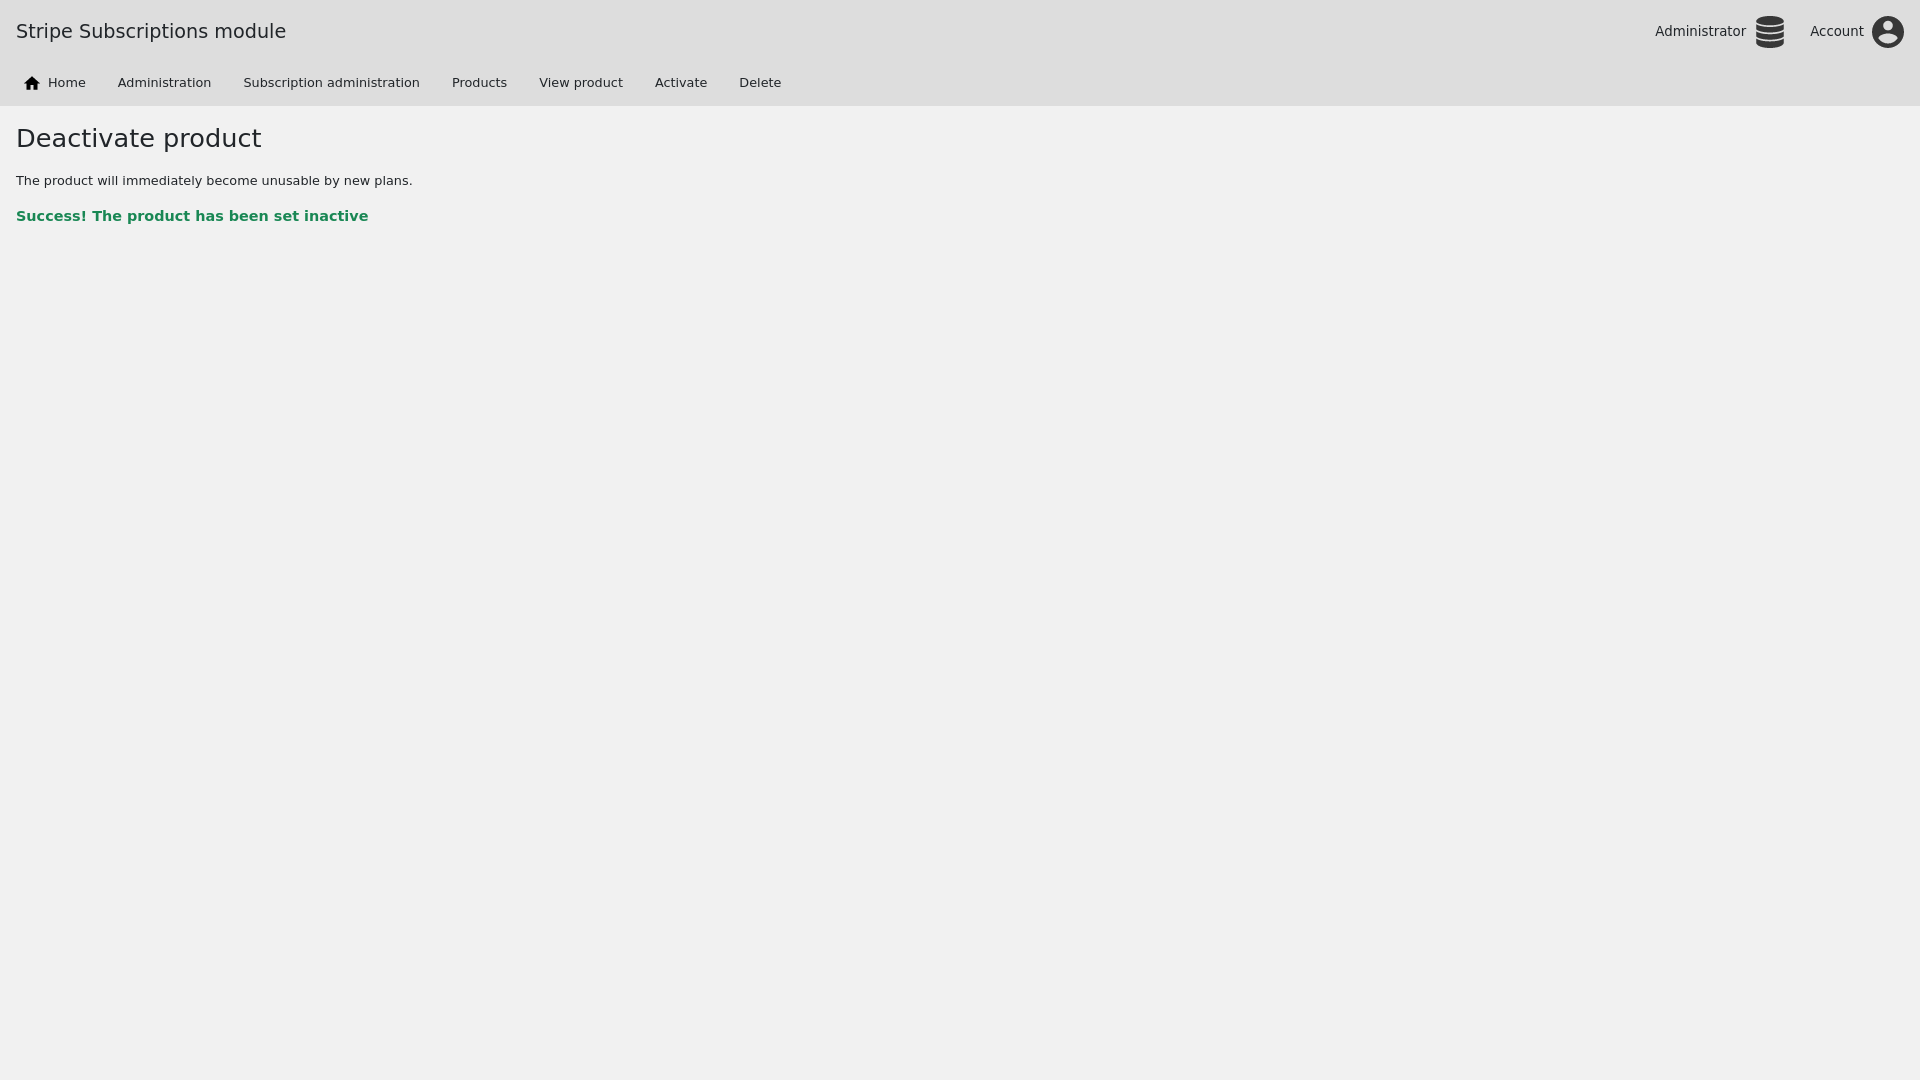 Stripe Subscriptions module
Administrator
Account
Home Administration Subscription administration Products View product Activate Delete
Deactivate product
The product will immediately become unusable by new plans.
Success! The product has been set inactive